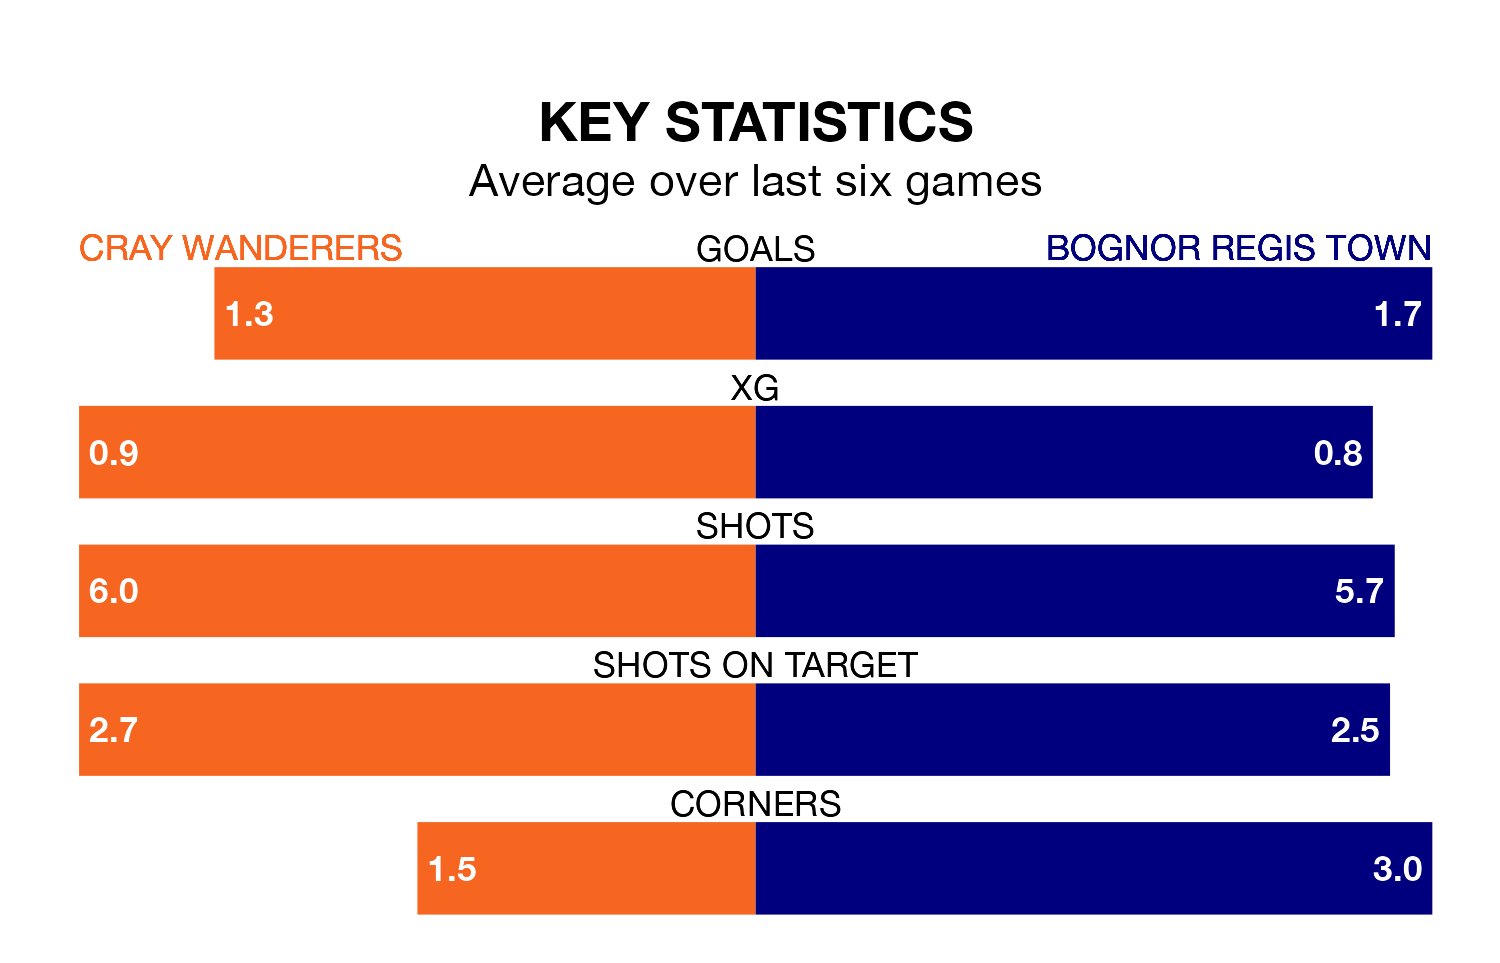 KEY STATISTICS
Average over last six games
CRAY WANDERERS GOALS BOGNOR REGIS TOWN
1.3 1.7
XG
0.9 0.8
SHOTS
6.0 5.7
SHOTS ON TARGET
2.7 2.5
CORNERS
1.5 3.0